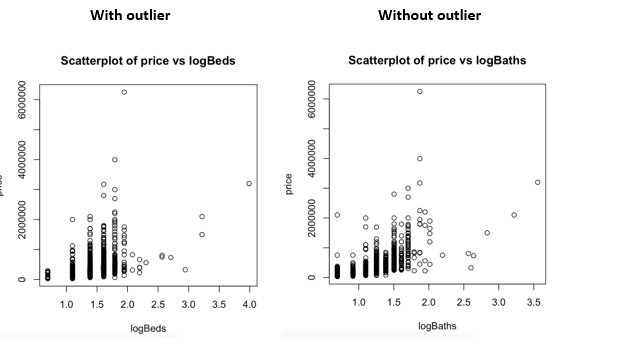 With outlier
Without outlier
Scatterplot of price vs logBeds
Scatterplot of price vs logBaths
6000000
4000000
2000000
0
price
1.0 1.5 2.0 2.5 3.0 3.5 4.0
logBeds
6000000
4000000
2000000
0
price
1.0 1.5 2.0 2.5 3.0 3.5
logBaths